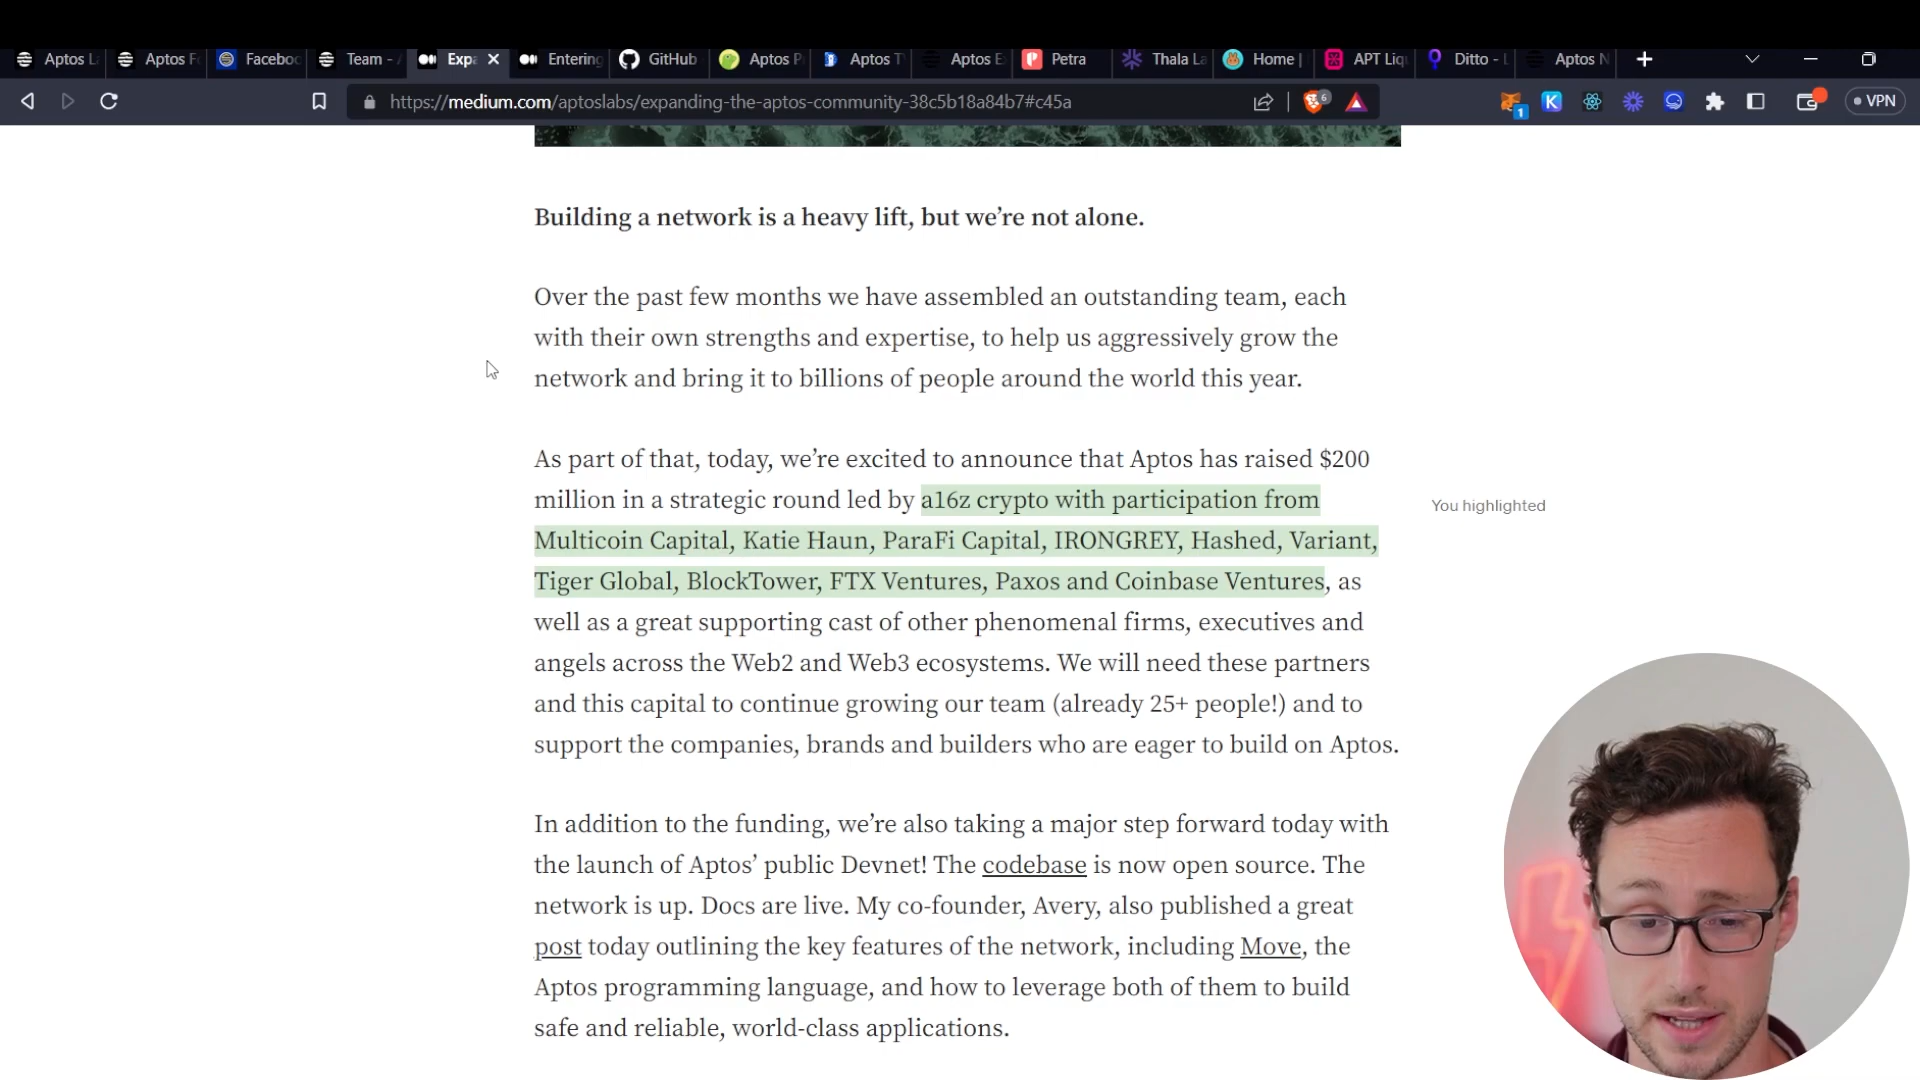 Aptos L
Aptos F
Faceboo
Team -
Exp
Entering
GitHub
Aptos P
Aptos T
Aptos E
Petra
Thala La
Home |
APT Liq
Ditto - L
Aptos N
https://medium.com/aptoslabs/expanding-the-aptos-community-38c5b18a84b7#c45a
6
1
K
VPN
Building a network is a heavy lift, but we’re not alone.
Over the past few months we have assembled an outstanding team, each
with their own strengths and expertise, to help us aggressively grow the
network and bring it to billions of people around the world this year.
As part of that, today, we’re excited to announce that Aptos has raised $200
million in a strategic round led by a16z crypto with participation from
Multicoin Capital, Katie Haun, ParaFi Capital, IRONGREY, Hashed, Variant,
Tiger Global, BlockTower, FTX Ventures, Paxos and Coinbase Ventures, as
well as a great supporting cast of other phenomenal firms, executives and
angels across the Web2 and Web3 ecosystems. We will need these partners
and this capital to continue growing our team (already 25+ people!) and to
support the companies, brands and builders who are eager to build on Aptos.
You highlighted
In addition to the funding, we’re also taking a major step forward today with
the launch of Aptos’ public Devnet! The codebase is now open source. The
network is up. Docs are live. My co-founder, Avery, also published a great
post today outlining the key features of the network, including Move, the
Aptos programming language, and how to leverage both of them to build
safe and reliable, world-class applications.